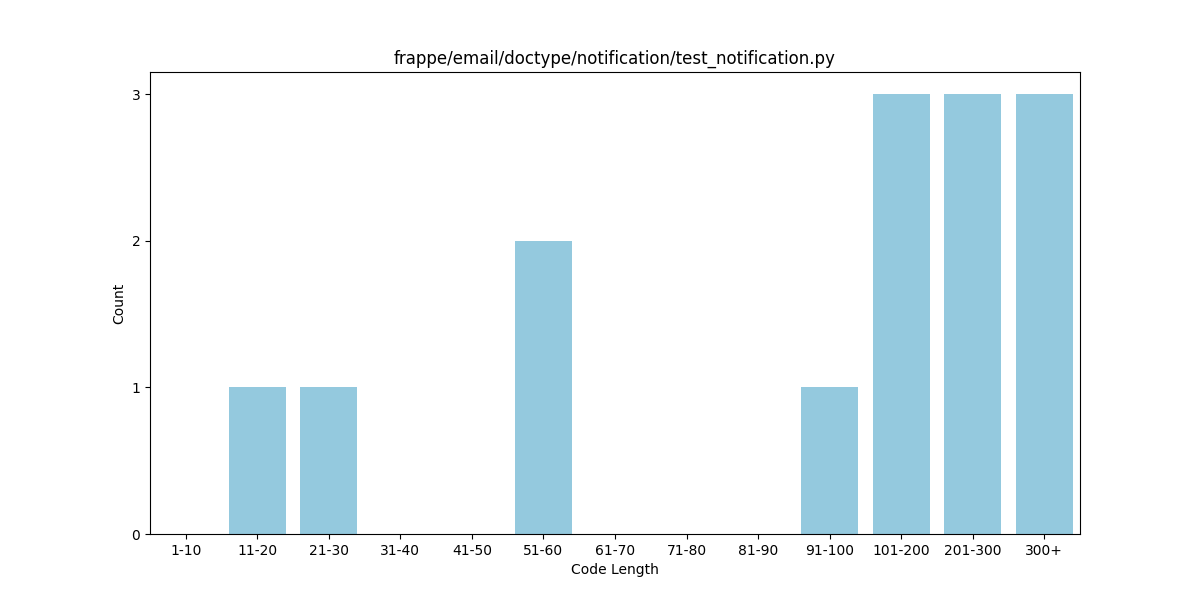 frappe/email/doctype/notification/test_notification.py
3
2
1
0
Count
1-10 11-20 21-30 31-40 41-50 51-60 61-70 71-80 81-90 91-100 101-200 201-300 300+
Code Length